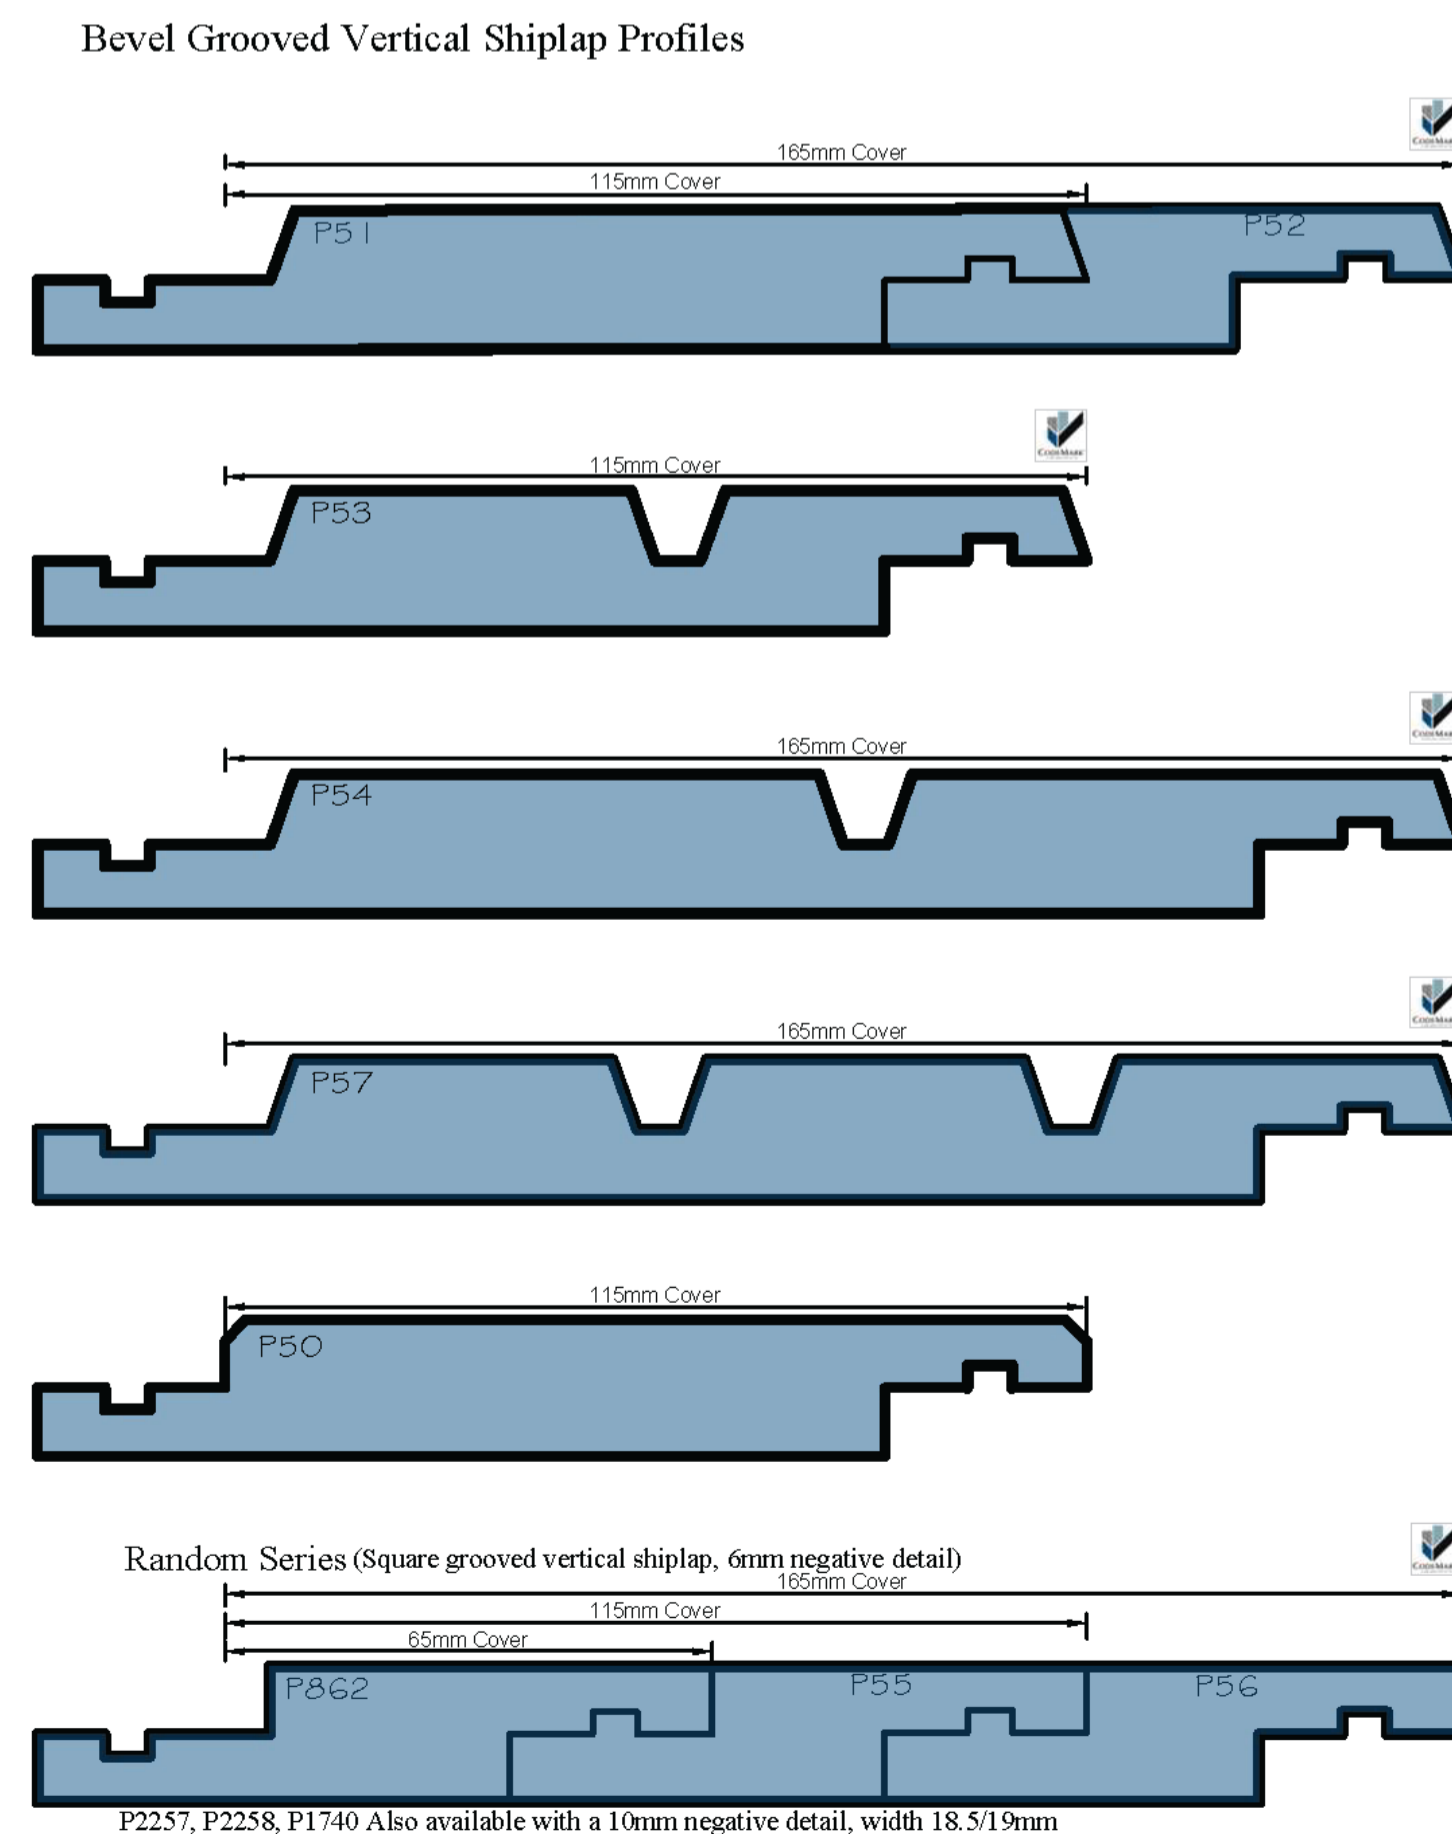 Bevel Grooved Vertical Shiplap Profiles
165mm Cover
115mm Cover
P51
P52
115mm Cover
CodeMark
P53
165mm Cover
P54
165mm Cover
P57
115mm Cover
P50
Random Series (Square grooved vertical shiplap, 6mm negative detail)
165mm Cover
115mm Cover
65mm Cover
P862
P55
P56
P2257, P2258, P1740 Also available with a 10mm negative detail, width 18.5/19mm